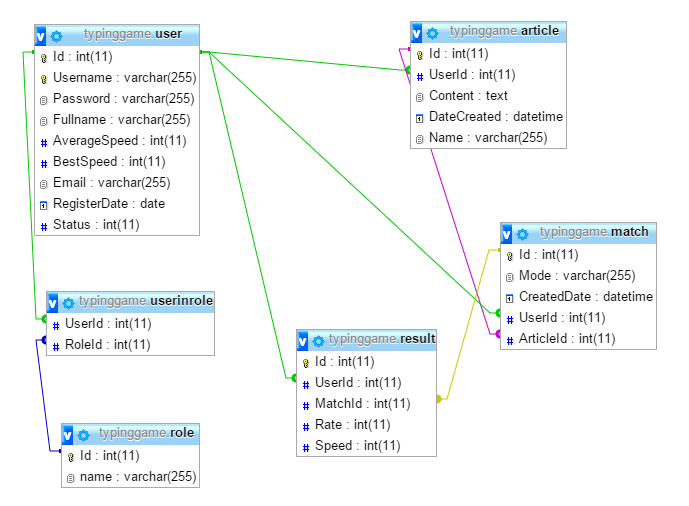 typinggame.user
Id : int(11)
Username : varchar(255)
Password : varchar(255)
Fullname : varchar(255)
AverageSpeed : int(11)
BestSpeed : int(11)
Email : varchar(255)
RegisterDate : date
Status : int(11)
typinggame.article
Id : int(11)
UserId : int(11)
Content : text
DateCreated : datetime
Name : varchar(255)
typinggame.match
Id : int(11)
Mode : varchar(255)
CreatedDate : datetime
UserId : int(11)
ArticleId : int(11)
typinggame.userinrole
UserId : int(11)
RoleId : int(11)
typinggame.result
Id : int(11)
UserId : int(11)
MatchId : int(11)
Rate : int(11)
Speed : int(11)
typinggame.role
Id : int(11)
name : varchar(255)